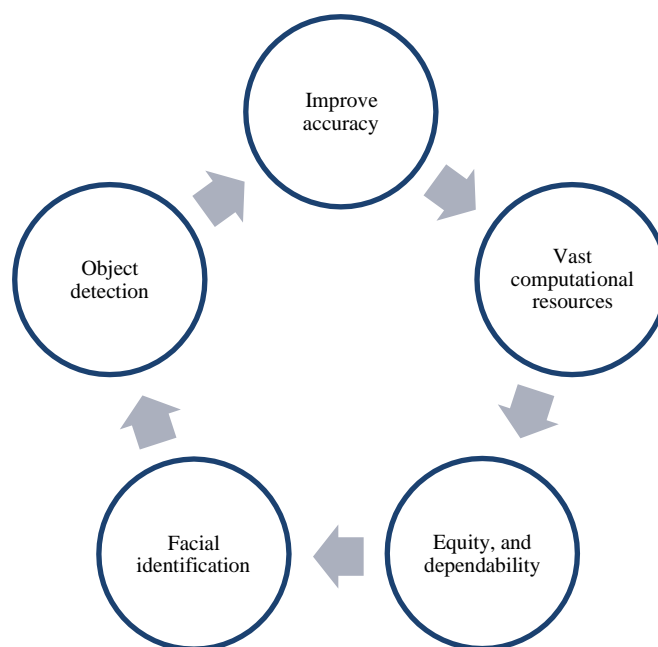 Improve
accuracy
Vast
computational
resources
Equity, and
dependability
Facial
identification
Object
detection